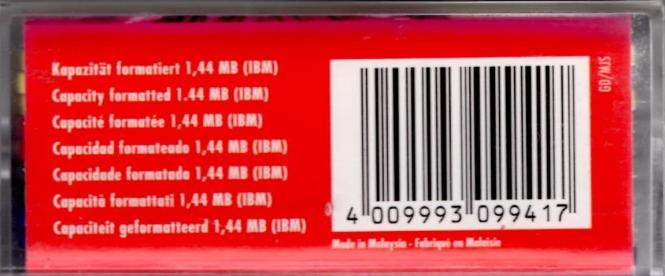 Kapazität formatiert 1,44 MB (IBM)
Capacity formatted 1.44 MB (IBM)
Capacité formatée 1,44 MB (IBM)
Capacidad formateado 1,44 MB (IBM)
Capacidade formatada 1,44 MB (IBM)
Capacità formattati 1,44 MB (IBM)
Capaciteit geformatteerd 1,44 MB (IBM)
GD/MJS
4 009993 099417
Made in Malaysia - Fabriqué en Malaisie